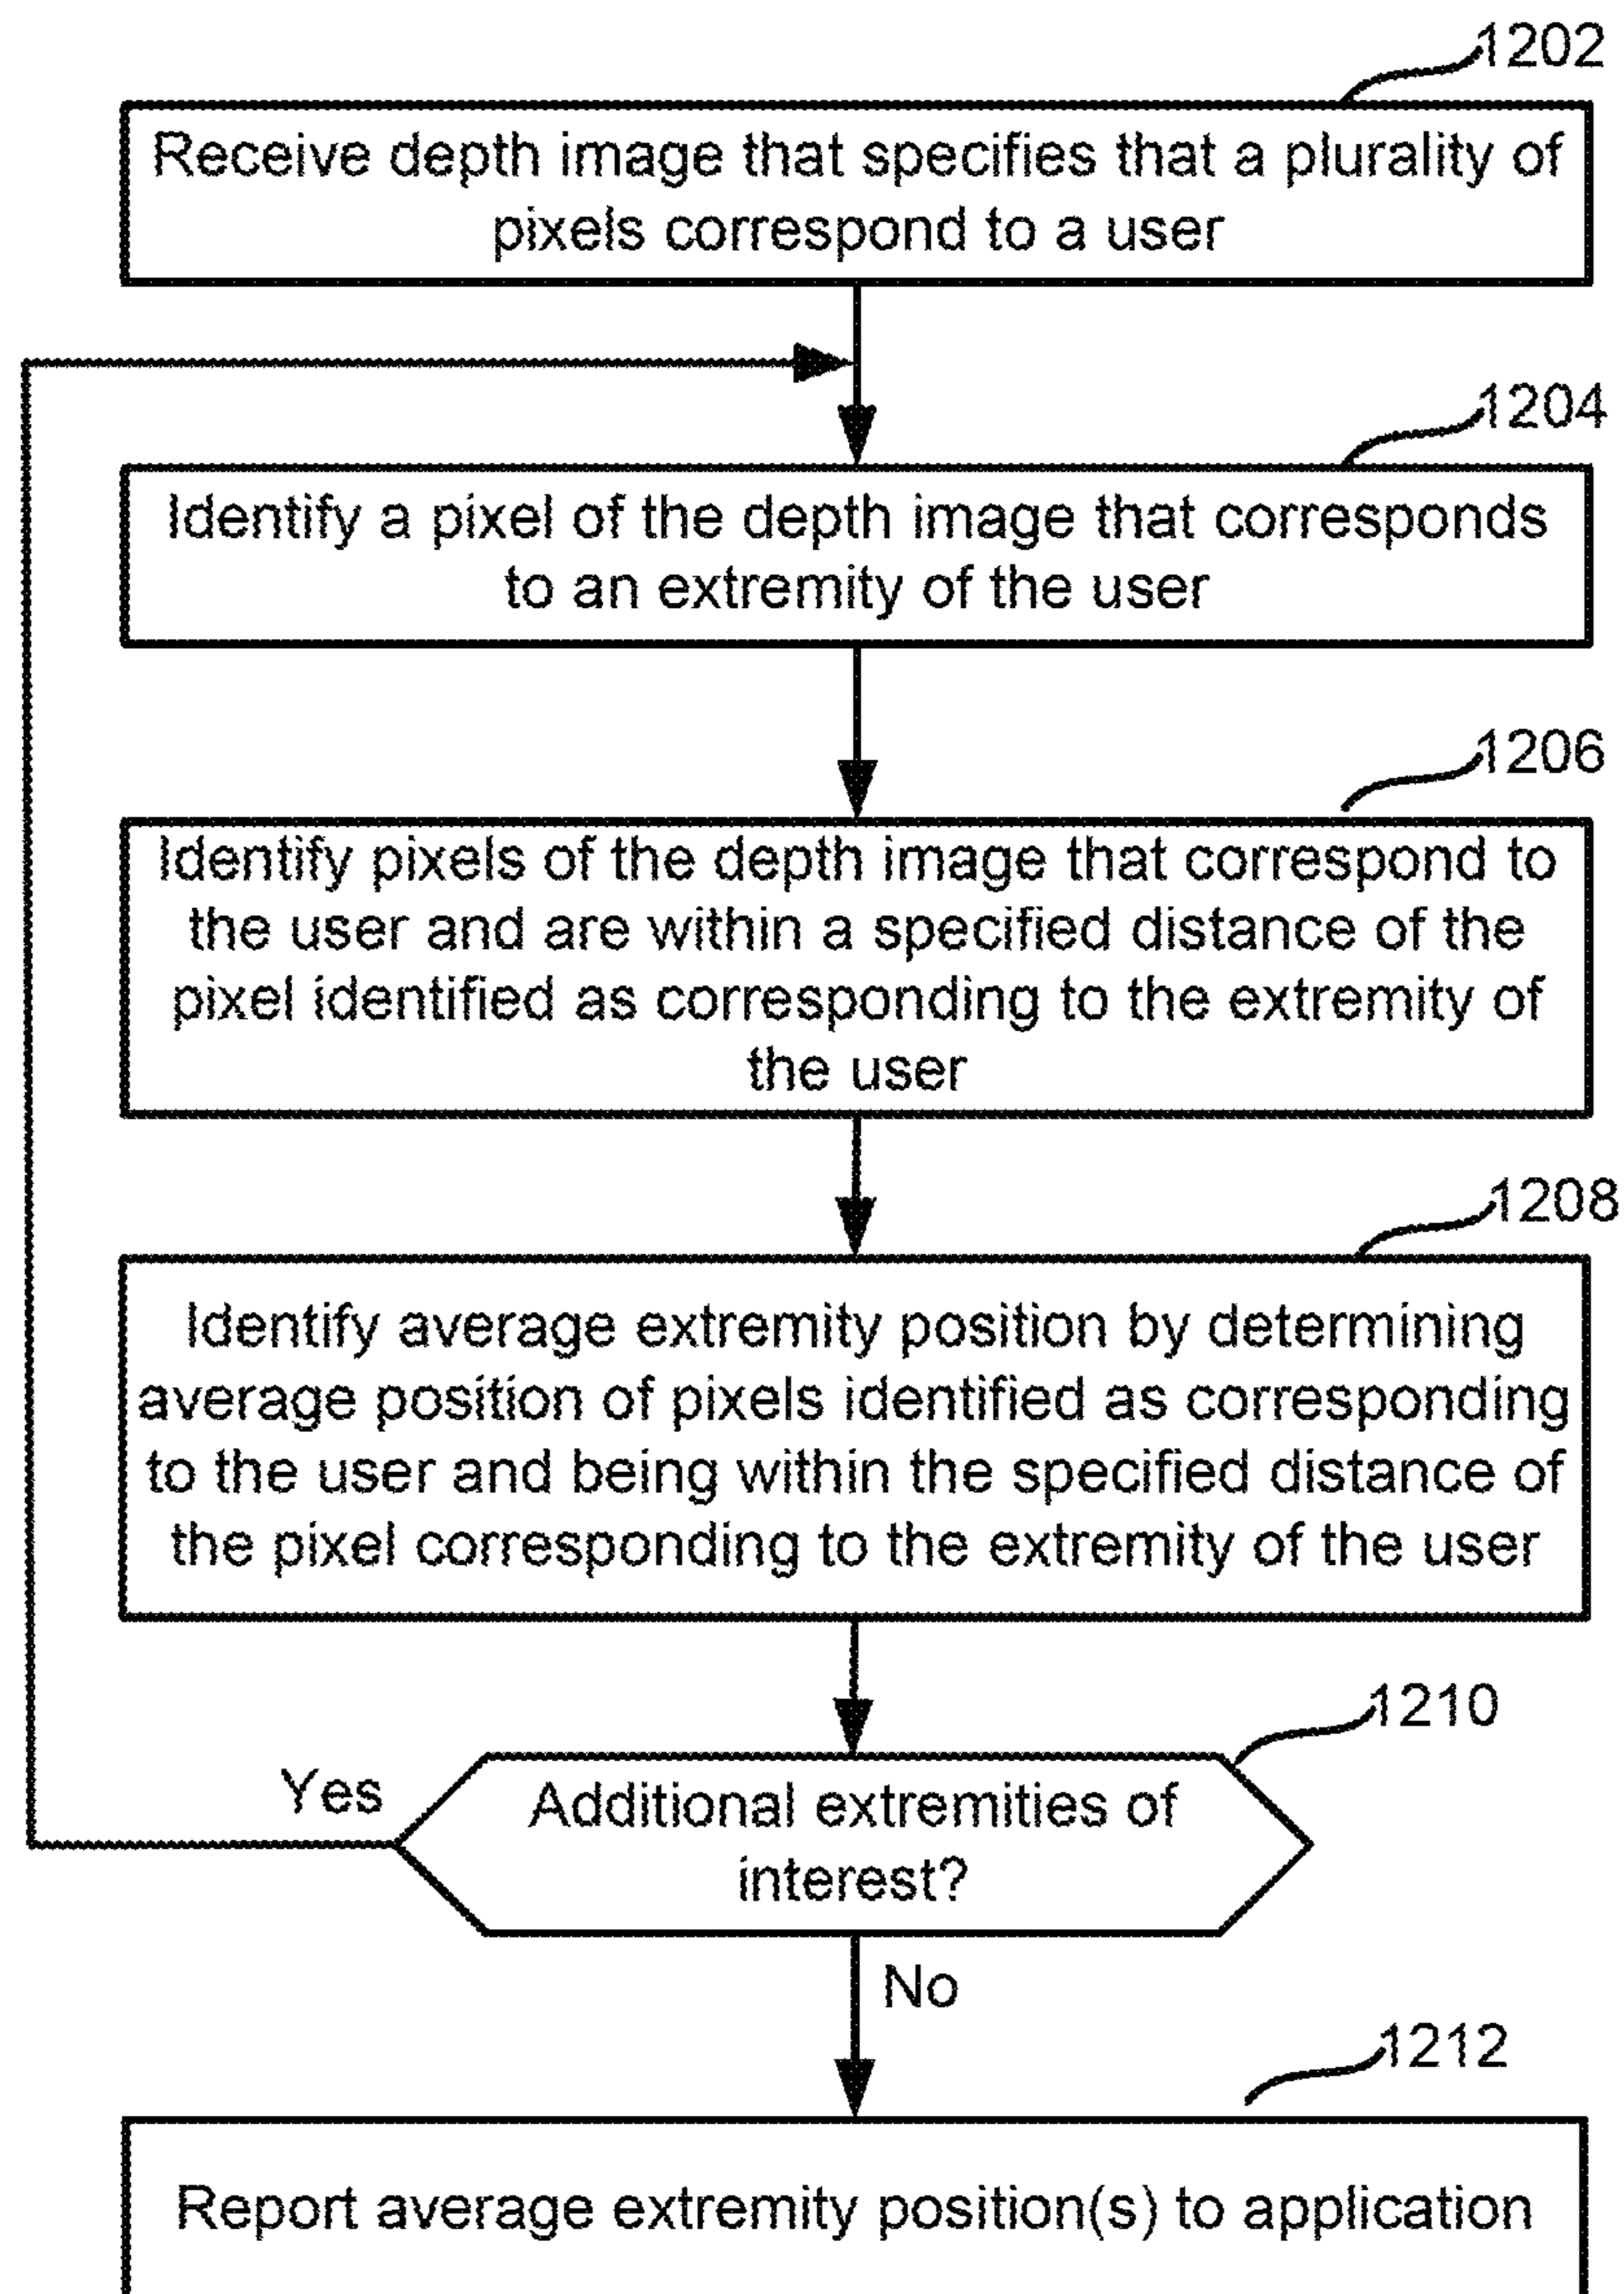 1202
Receive depth image that specifies that a plurality of
pixels correspond to a user
1204
Identify a pixel of the depth image that corresponds
to an extremity of the user
1206
Identify pixels of the depth image that correspond to
the user and are within a specified distance of the
pixel identified as corresponding to the extremity of
the user
1208
Identify average extremity position by determining
average position of pixels identified as corresponding
to the user and being within the specified distance of
the pixel corresponding to the extremity of the user
1210
Yes
Additional extremities of
interest?
No
1212
Report average extremity position(s) to application